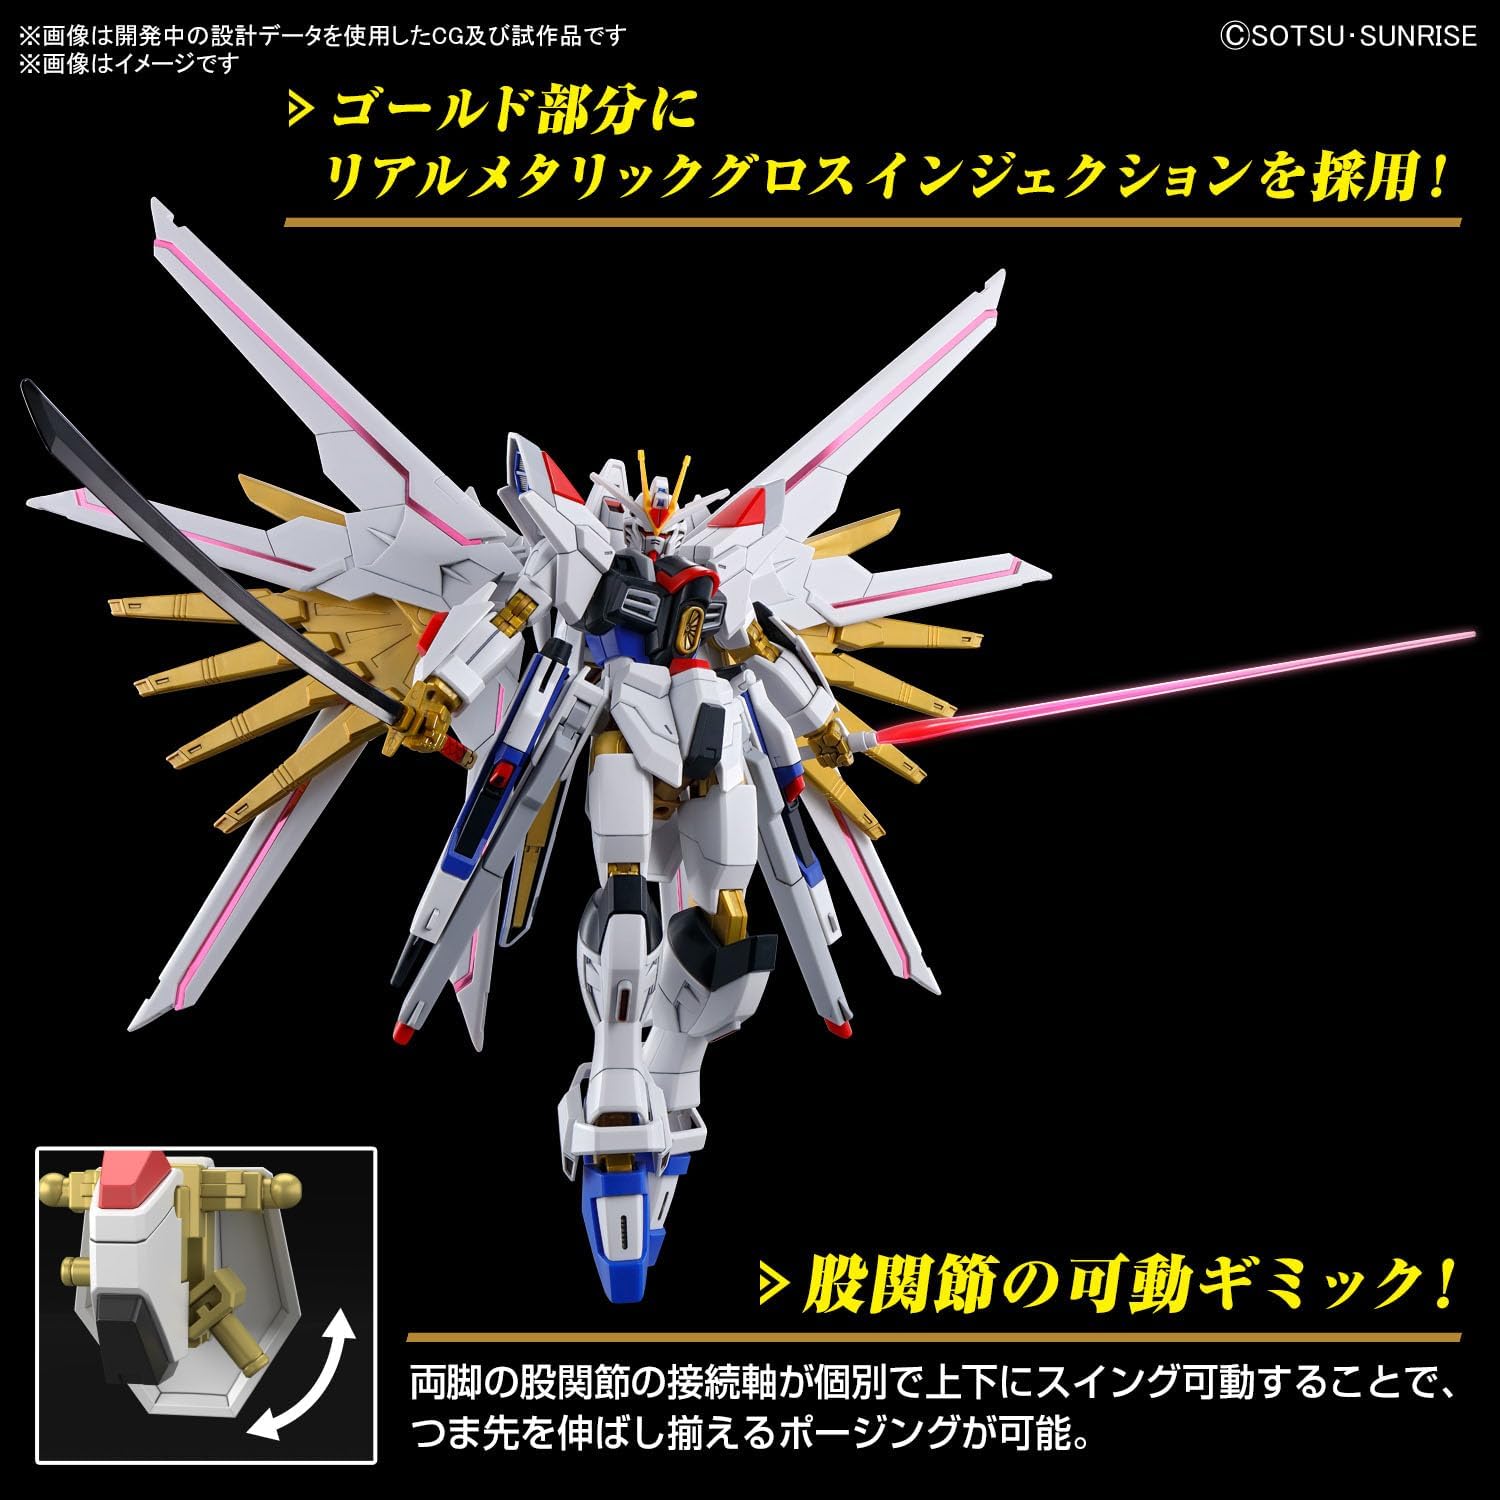 ※画像は開発中の設計データを使用したCG及び試作品です
※画像はイメージです
©SOTSU・SUNRISE
ゴールド部分に
リアルメタリックグロスインジェクションを採用!
股関節の可動ギミック!
両脚の股関節の接続軸が個別で上下にスイング可動することで、
つま先を伸ばし揃えるポージングが可能。